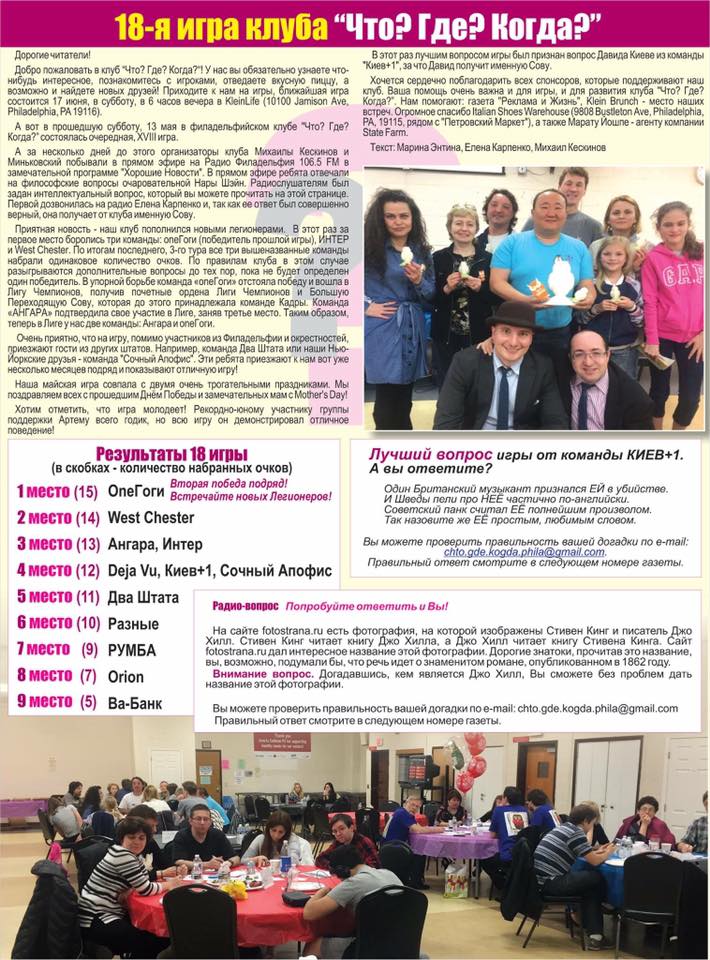 18-я игра клуба “Что? Где? Когда?”
Дорогие читатели!
Добро пожаловать в клуб "Что? Где? Когда?"! У нас вы обязательно узнаете что-
нибудь интересное, познакомитесь с игроками, отведаете вкусную пиццу, а
возможно и найдете новых друзей! Приходите к нам на игры, ближайшая игра
состоится 17 июня, в субботу, в 6 часов вечера в KleinLife (10100 Jamison Ave,
Philadelphia, PA 19116).
А вот в прошедшую субботу, 13 мая в филадельфийском клубе "Что? Где?
Когда?" состоялась очередная, XVIII игра.
А за несколько дней до этого организаторы клуба Михаилы Кескинов и
Миньковский побывали в прямом эфире на Радио Филадельфия 106.5 FM в
замечательной программе "Хорошие Новости". В прямом эфире ребята отвечали
на философские вопросы очаровательной Нары Шэйн. Радиослушателям был
задан интеллектуальный вопрос, который вы можете прочитать на этой странице.
Первой дозвонилась на радио Елена Карпенко и, так как ее ответ был совершенно
верный, она получает от клуба именную Сову.
Приятная новость - наш клуб пополнился новыми легионерами. В этот раз за
первое место боролись три команды: onеГоги (победитель прошлой игры), ИНТЕР
и West Chester. По итогам последнего, 3-го тура все три вышеназванные команды
набрали одинаковое количество очков. По правилам клуба в этом случае
разыгрываются дополнительные вопросы до тех пор, пока не будет определен
один победитель. В упорной борьбе команда «onеГоги» отстояла победу и вошла в
Лигу Чемпионов, получив почетные ордена Лиги Чемпионов и Большую
Переходящую Сову, которая до этого принадлежала команде Кадры. Команда
«АНГАРА» подтвердила свое участие в Лиге, заняв третье место. Таким образом,
теперь в Лиге у нас две команды: Ангара и onеГоги.
Очень приятно, что на игру, помимо участников из Филадельфии и окрестностей,
приезжают гости из других штатов. Например, команда Два Штата или наши Нью-
Йоркские друзья - команда "Сочный Апофис". Эти ребята приезжают к нам вот уже
несколько месяцев подряд и показывают отличную игру!
Наша майская игра совпала с двумя очень трогательными праздниками. Мы
поздравляем всех с прошедшим Днём Победы и замечательных мам с Mother's Day!
Хотим отметить, что игра молодеет! Рекордно-юному участнику группы
поддержки Артему всего годик, но всю игру он демонстрировал отличное
поведение!
В этот раз лучшим вопросом игры был признан вопрос Давида Киеве из команды
"Киев+1", за что Давид получит именную Сову.
Хочется сердечно поблагодарить всех спонсоров, которые поддерживают наш
клуб. Ваша помощь очень важна и для игры, и для развития клуба "Что? Где?
Когда?". Нам помогают: газета "Реклама и Жизнь", Klein Brunch - место наших
встреч. Огромное спасибо Italian Shoes Warehouse (9808 Bustleton Ave, Philadelphia,
PA, 19115, рядом с "Петровский Маркет"), а также Марату Йошпе - агенту компании
State Farm.
Текст: Марина Энтина, Елена Карпенко, Михаил Кескинов
GAP
Результаты 18 игры
(в скобках - количество набранных очков)
1 место (15) OneГоги Вторая победа подряд!
Встречайте новых Легионеров!
2 место (14) West Chester
3 место (13) Ангара, Интер
4 место (12) Deja Vu, Киев+1, Сочный Апофис
5 место (11) Два Штата
6 место (10) Разные
7 место (9) РУМБА
8 место (7) Orion
9 место (5) Ва-Банк
Лучший вопрос игры от команды КИЕВ+1.
А вы ответите?
Один Британский музыкант признался ЕЙ в убийстве.
И Шведы пели про НЕЁ частично по-английски.
Советский панк считал ЕЁ полнейшим произволом.
Так назовите же ЕЁ простым, любимым словом.
Вы можете проверить правильность вашей догадки по e-mail:
chto.gde.kogda.phila@gmail.com.
Правильный ответ смотрите в следующем номере газеты.
Радио-вопрос Попробуйте ответить и Вы!
На сайте fotostrana.ru есть фотография, на которой изображены Стивен Кинг и писатель Джо
Хилл. Стивен Кинг читает книгу Джо Хилла, а Джо Хилл читает книгу Стивена Кинга. Сайт
fotostrana.ru дал интересное название этой фотографии. Дорогие знатоки, прочитав это название,
вы, возможно, подумали бы, что речь идет о знаменитом романе, опубликованном в 1862 году.
Внимание вопрос. Догадавшись, кем является Джо Хилл, Вы сможете без проблем дать
название этой фотографии.
Вы можете проверить правильность вашей догадки по e-mail: chto.gde.kogda.phila@gmail.com
Правильный ответ смотрите в следующем номере газеты.